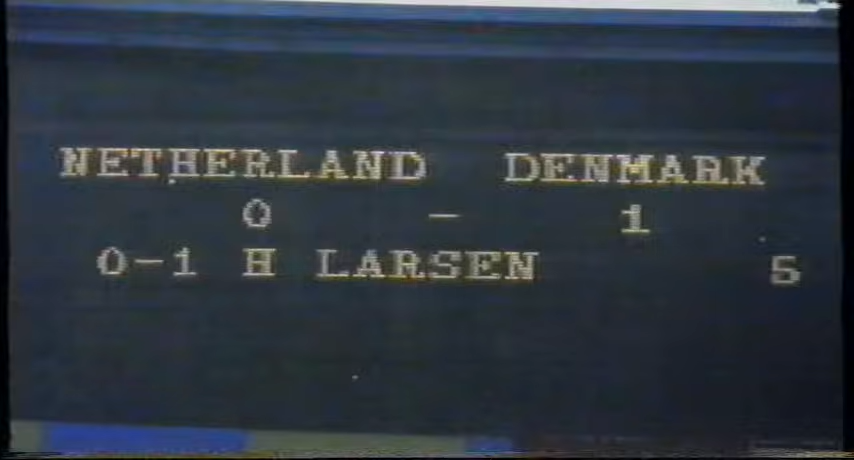 NETHERLAND DENMARK
0 - 1
0-1 H LARSEN 5